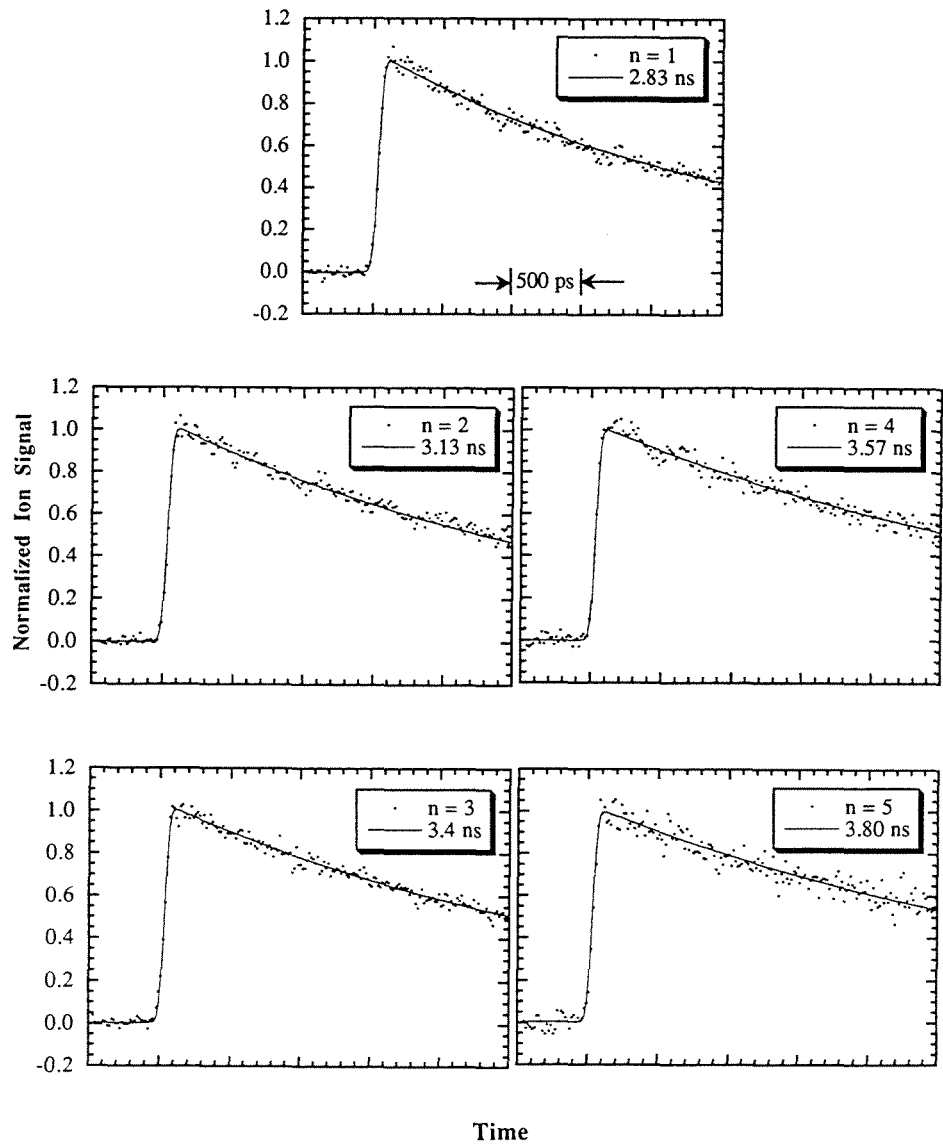 1.2
1.0
0.8
0.6
0.4
0.2
0.0
-0.2
n = 1
2.83 ns
500 ps
Normalized Ion Signal
1.2
1.0
0.8
0.6
0.4
0.2
0.0
-0.2
n = 2
3.13 ns
n = 4
3.57 ns
1.2
1.0
0.8
0.6
0.4
0.2
0.0
-0.2
n = 3
3.4 ns
n = 5
3.80 ns
Time